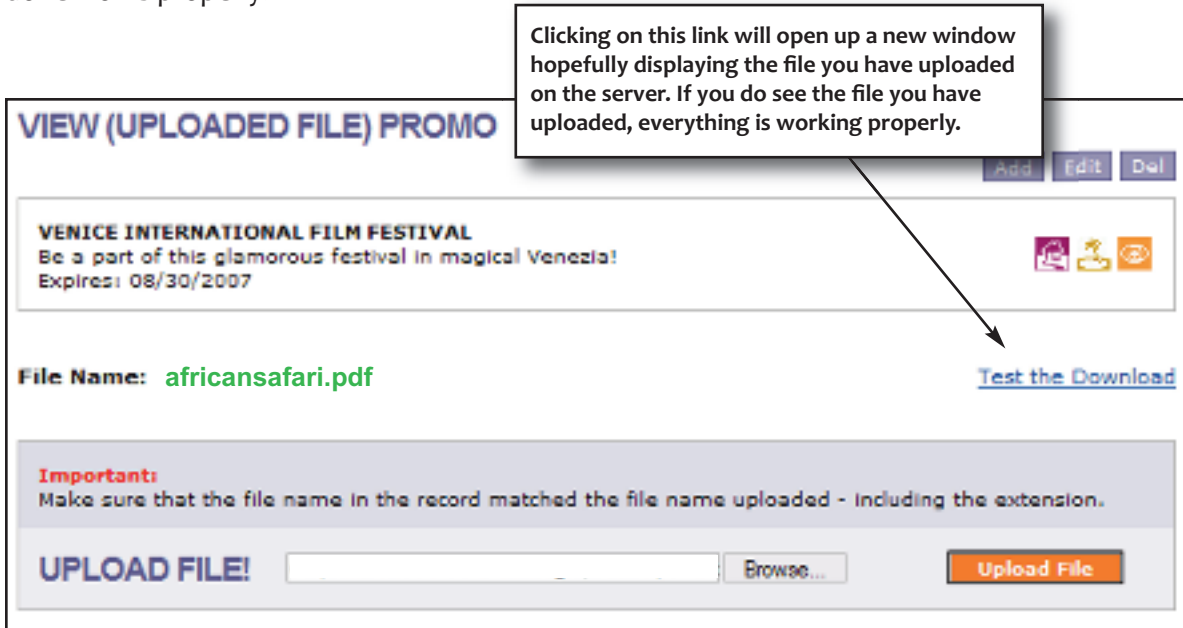 Clicking on this link will open up a new window
hopefully displaying the file you have uploaded
on the server. If you do see the file you have
uploaded, everything is working properly.
VIEW (UPLOADED FILE) PROMO
Add Edit Del
VENICE INTERNATIONAL FILM FESTIVAL
Be a part of this glamorous festival in magical Venezia!
Expires: 08/30/2007
File Name: africansafari.pdf
Test the Download
Important:
Make sure that the file name in the record matched the file name uploaded - including the extension.
UPLOAD FILE!
Browse...
Upload File